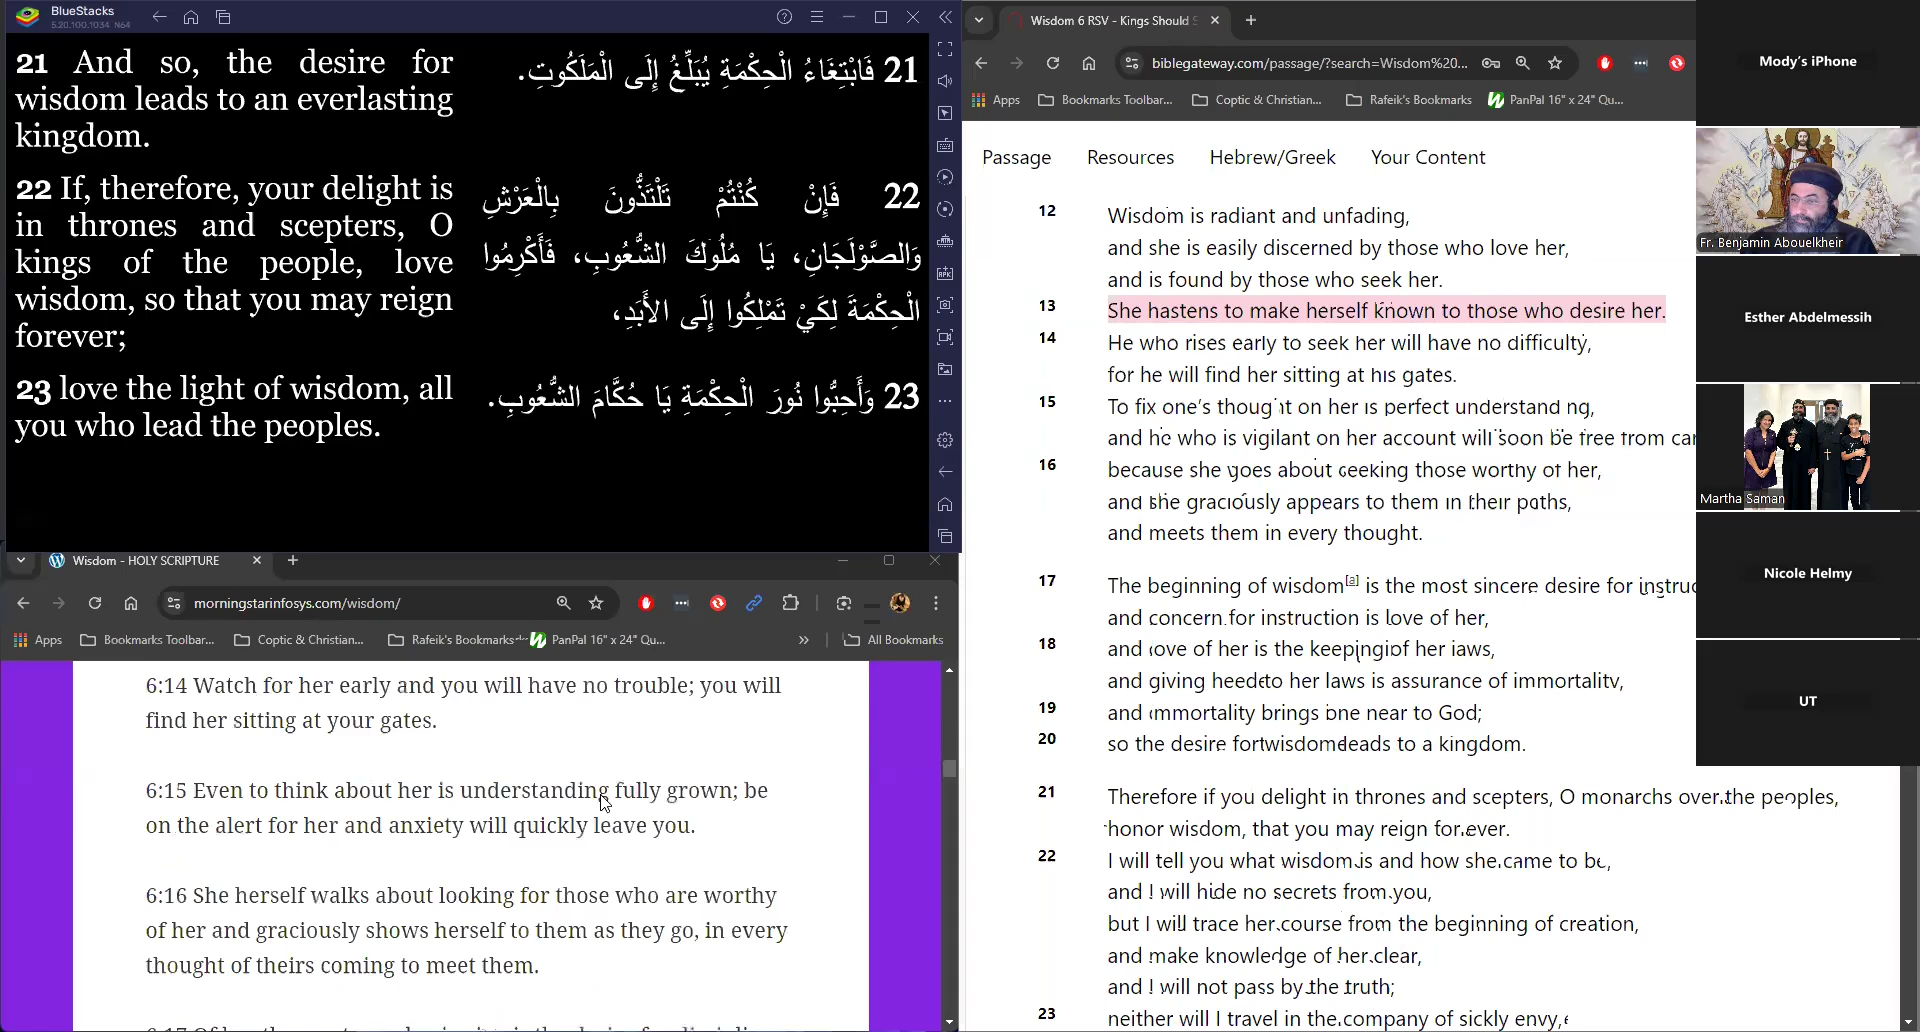 BlueStacks
5.20.100.1034 N64
21 And so, the desire for
wisdom leads to an everlasting
kingdom.
22 If, therefore, your delight is
in thrones and scepters, O
kings of the people, love
wisdom, so that you may reign
forever;
23 love the light of wisdom, all
you who lead the peoples.
21 فَابْتِغَاءُ الْحِكْمَةِ يُبَلِّغُ إِلَى الْمَلَكُوتِ.
22 فَإِنْ كُنْتُمْ تَلْتَذُّونَ بِالْعَرْشِ
وَالصَّوْلَجَانِ، يَا مُلُوكَ الشُّعُوبِ، فَأَكْرِمُوا
الْحِكْمَةَ لِكَيْ تَمْلِكُوا إِلَى الأَبَدِ،
23 وَأَحِبُّوا نُورَ الْحِكْمَةِ يَا حُكَّامَ الشُّعُوبِ.
Wisdom - HOLY SCRIPTURE
morningstarinfosys.com/wisdom/
Apps Bookmarks Toolbar... Coptic & Christian... Rafeik's Bookmarks PanPal 16" x 24" Qu... » All Bookmarks
6:14 Watch for her early and you will have no trouble; you will
find her sitting at your gates.
6:15 Even to think about her is understanding fully grown; be
on the alert for her and anxiety will quickly leave you.
6:16 She herself walks about looking for those who are worthy
of her and graciously shows herself to them as they go, in every
thought of theirs coming to meet them.
Wisdom 6 RSV - Kings Should S
biblegateway.com/passage/?search=Wisdom%20...
Apps Bookmarks Toolbar... Coptic & Christian... Rafeik's Bookmarks PanPal 16" x 24" Qu...
Passage Resources Hebrew/Greek Your Content
12 Wisdom is radiant and unfading,
and she is easily discerned by those who love her,
and is found by those who seek her.
13 She hastens to make herself known to those who desire her.
14 He who rises early to seek her will have no difficulty,
for he will find her sitting at his gates.
15 To fix one's thought on her is perfect understanding,
and he who is vigilant on her account will soon be free from car
16 because she goes about seeking those worthy of her,
and she graciously appears to them in their paths,
and meets them in every thought.
17 The beginning of wisdom[a] is the most sincere desire for instruc
and concern for instruction is love of her,
18 and love of her is the keeping of her laws,
and giving heed to her laws is assurance of immortality,
19 and immortality brings one near to God;
20 so the desire for wisdom leads to a kingdom.
21 Therefore if you delight in thrones and scepters, O monarchs over the peoples,
honor wisdom, that you may reign for ever.
22 I will tell you what wisdom is and how she came to be,
and I will hide no secrets from you,
but I will trace her course from the beginning of creation,
and make knowledge of her clear,
and I will not pass by the truth;
23 neither will I travel in the company of sickly envy,
Mody's iPhone
Fr. Benjamin Abouelkheir
Esther Abdelmessih
Martha Saman
Nicole Helmy
UT